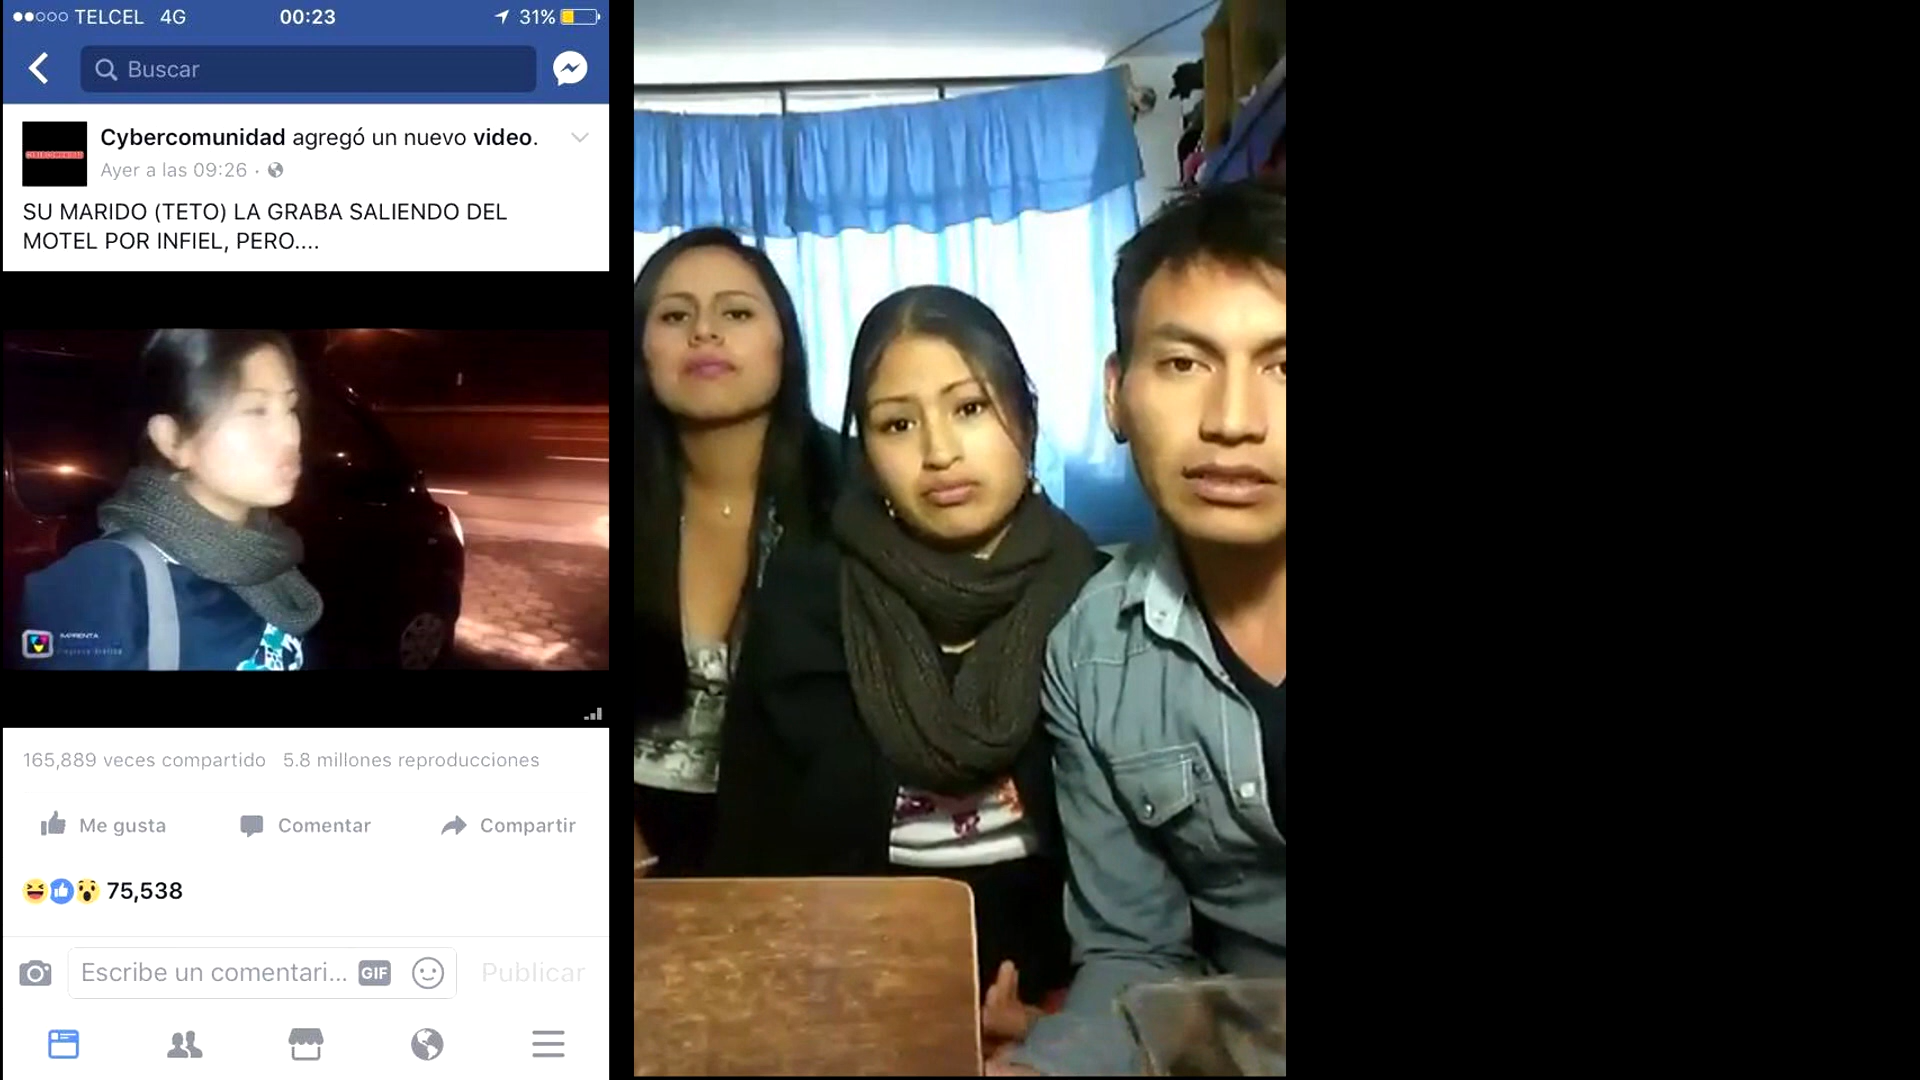 TELCEL 4G 00:23 31%
Buscar
Cybercomunidad agregó un nuevo video.
Ayer a las 09:26 ·
SU MARIDO (TETO) LA GRABA SALIENDO DEL
MOTEL POR INFIEL, PERO....
IMPRENTA
165,889 veces compartido 5.8 millones reproducciones
Me gusta Comentar Compartir
75,538
Escribe un comentari... GIF Publicar